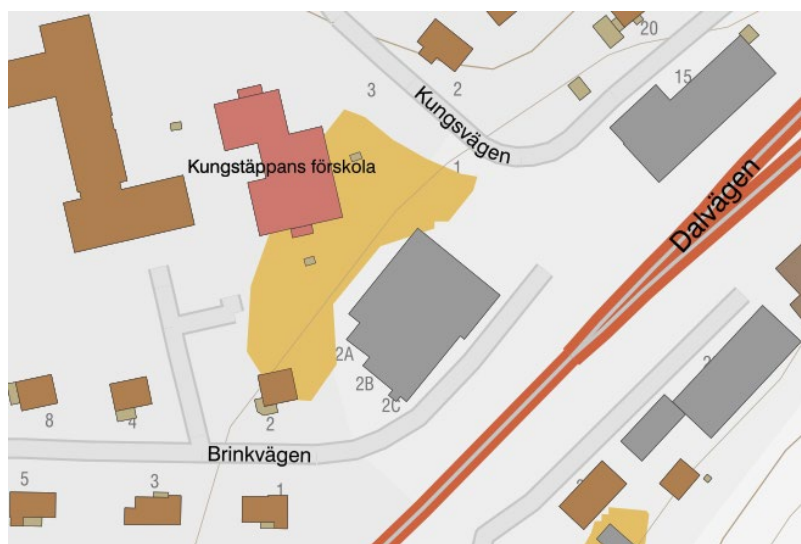 20
3
2
15
Kungsvägen
1
Kungstäppans förskola
Dalvägen
2A
2B
2C
8
4
2
Brinkvägen
5
3
1